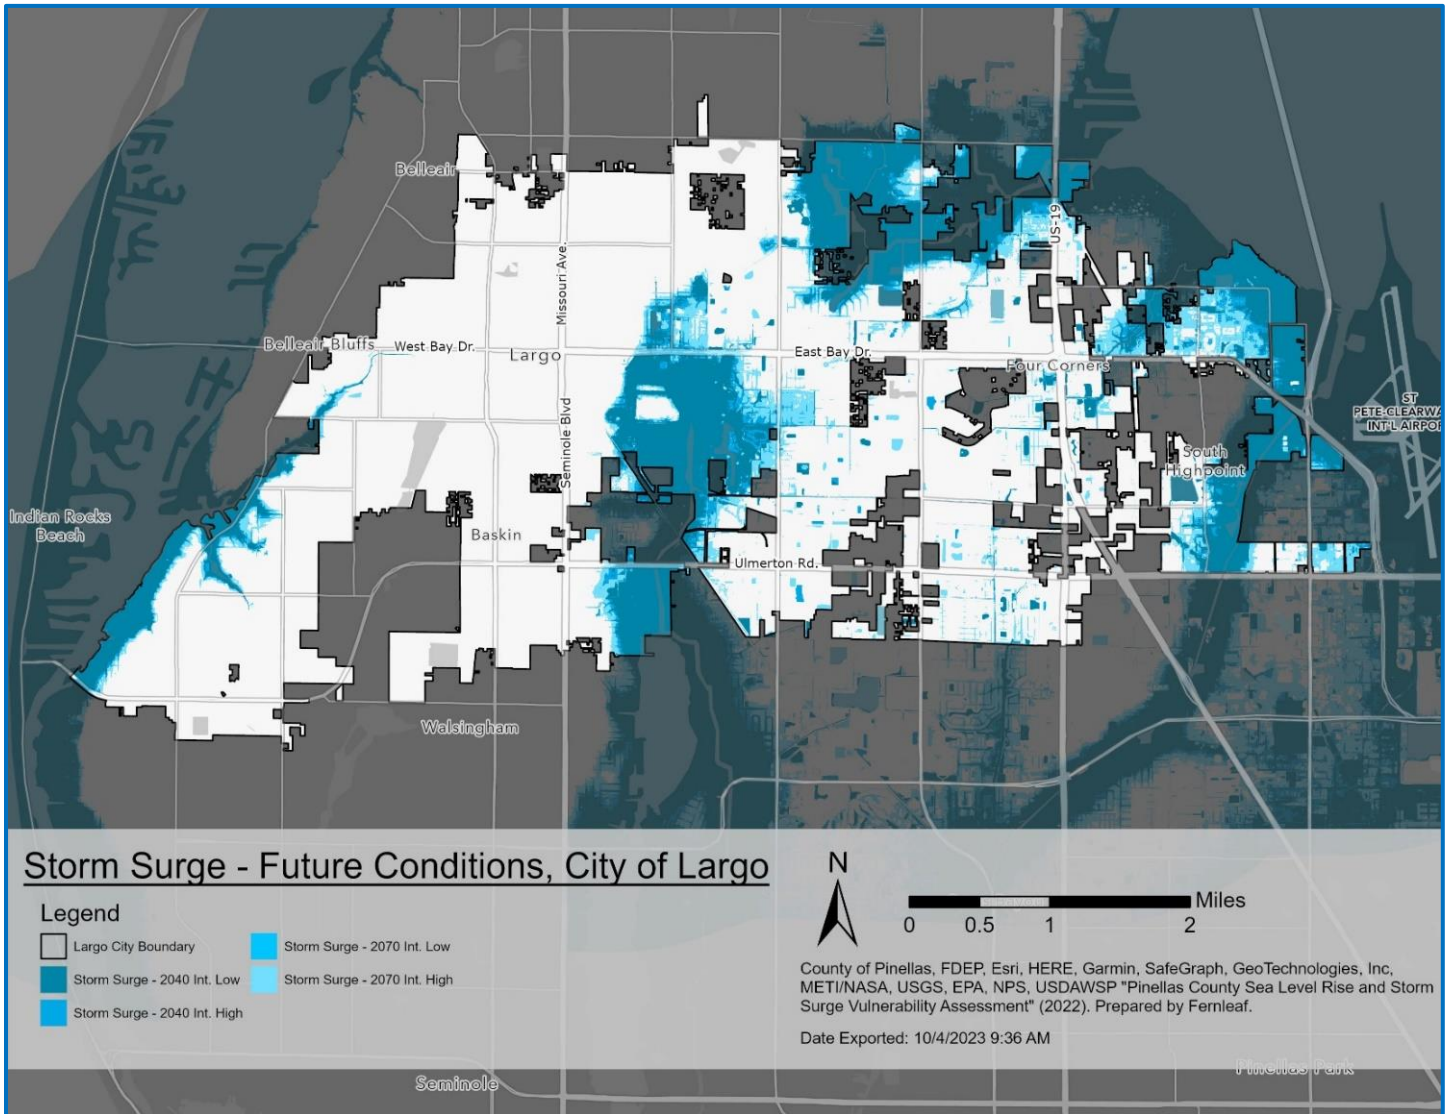 Belleair
US-19
Missouri Ave.
Belleair Bluffs
West Bay Dr.
Largo
East Bay Dr.
Four Corners
ST
PETE-CLEARWA
INT'L AIRPOR
Seminole Blvd
South
Highpoint
Indian Rocks
Beach
Baskin
Ulmerton Rd.
Walsingham
Storm Surge - Future Conditions, City of Largo
Legend
Largo City Boundary
Storm Surge - 2040 Int. Low
Storm Surge - 2040 Int. High
Storm Surge - 2070 Int. Low
Storm Surge - 2070 Int. High
N
Miles
0 0.5 1 2
County of Pinellas, FDEP, Esri, HERE, Garmin, SafeGraph, GeoTechnologies, Inc,
METI/NASA, USGS, EPA, NPS, USDAWSP "Pinellas County Sea Level Rise and Storm
Surge Vulnerability Assessment" (2022). Prepared by Fernleaf.
Date Exported: 10/4/2023 9:36 AM
Pinellas Park
Seminole